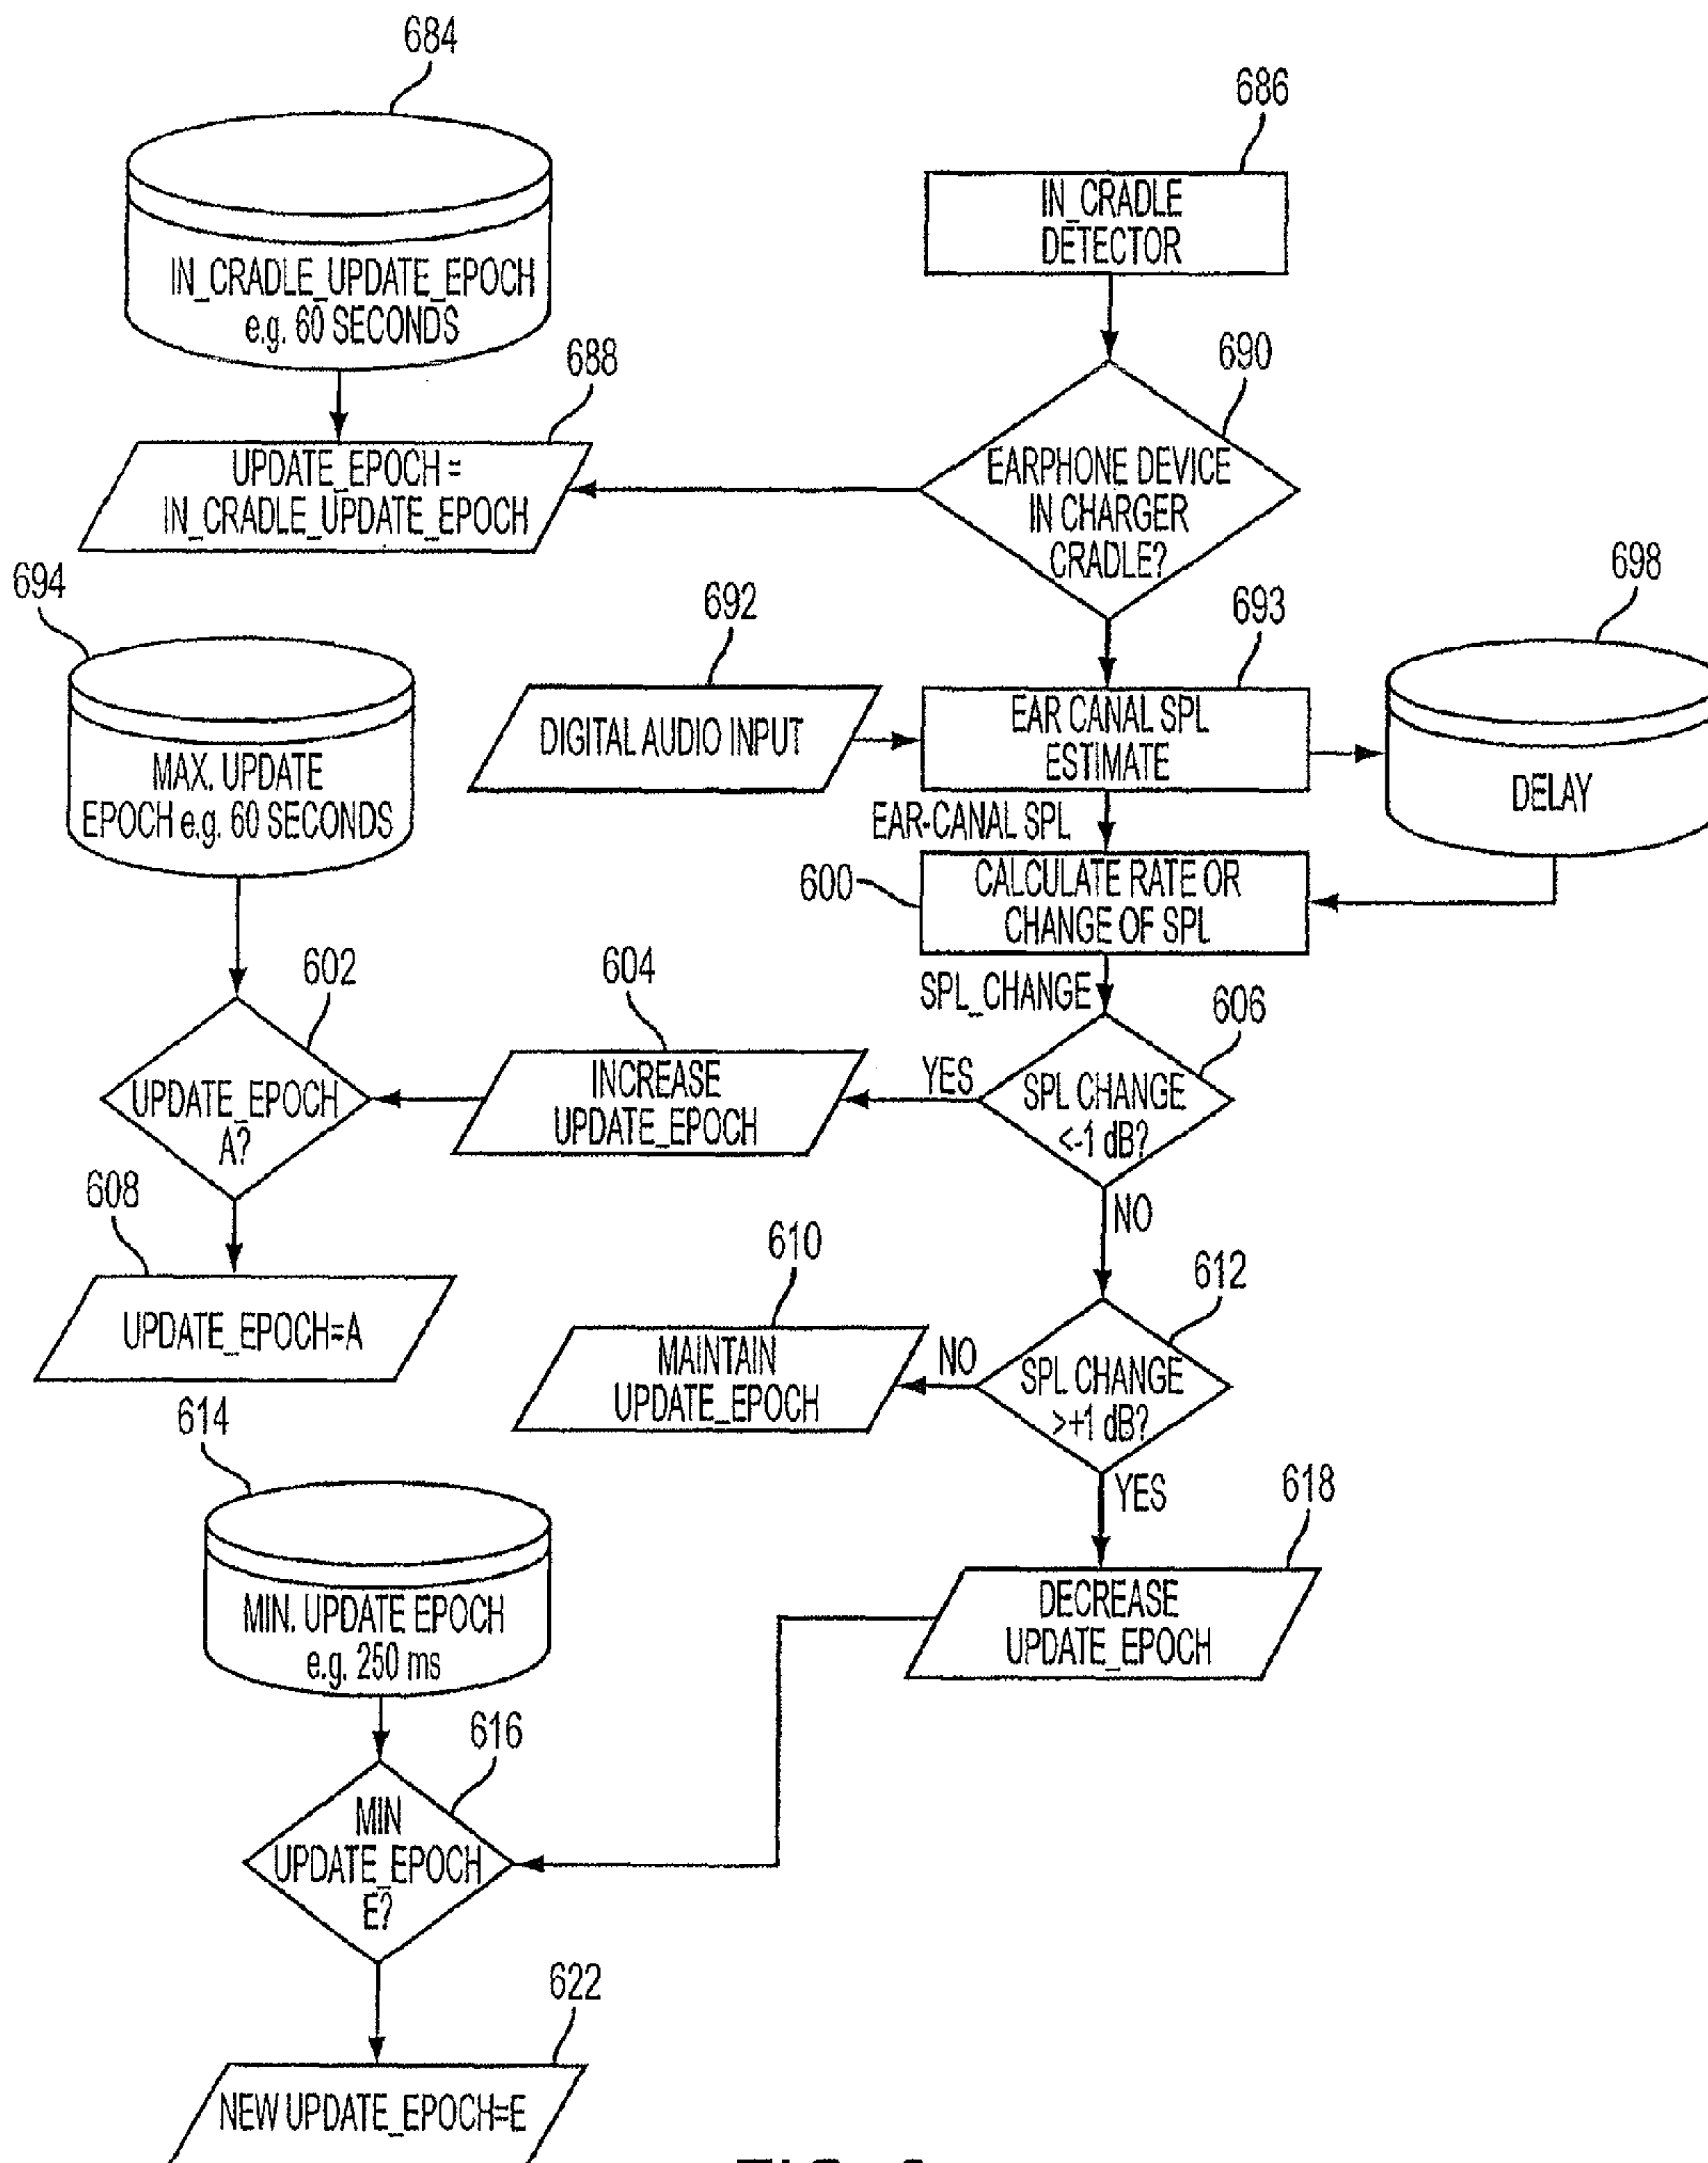 684
686
IN_CRADLE
DETECTOR
IN_CRADLE_UPDATE_EPOCH
e.g. 60 SECONDS
688
690
UPDATE_EPOCH =
IN_CRADLE_UPDATE_EPOCH
EARPHONE DEVICE
IN CHARGER
CRADLE?
694
692
693
698
MAX. UPDATE
EPOCH e.g. 60 SECONDS
DIGITAL AUDIO INPUT
EAR CANAL SPL
ESTIMATE
DELAY
EAR-CANAL SPL
600
CALCULATE RATE OR
CHANGE OF SPL
602
604
SPL_CHANGE
606
UPDATE_EPOCH
A?
INCREASE
UPDATE_EPOCH
YES
SPL CHANGE
<-1 dB?
608
NO
UPDATE_EPOCH=A
610
612
MAINTAIN
UPDATE_EPOCH
NO
SPL CHANGE
>+1 dB?
614
YES
618
MIN. UPDATE EPOCH
e.g. 250 ms
DECREASE
UPDATE_EPOCH
616
MIN
UPDATE_EPOCH
E?
622
NEW UPDATE_EPOCH=E